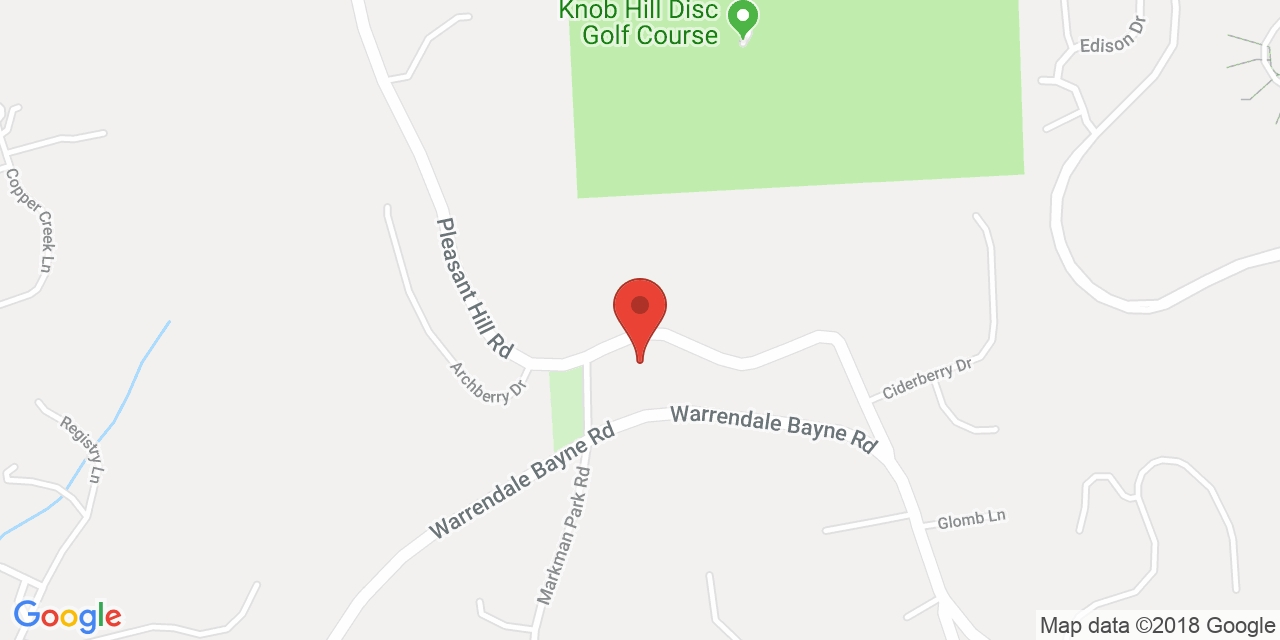 Knob Hill Disc
Golf Course
Edison Dr
Copper Creek Ln
Pleasant Hill Rd
Archberry Dr
Ciderberry Dr
Registry Ln
Warrendale Bayne Rd
Warrendale Bayne Rd
Markman Park Rd
Glomb Ln
Google
Map data ©2018 Google